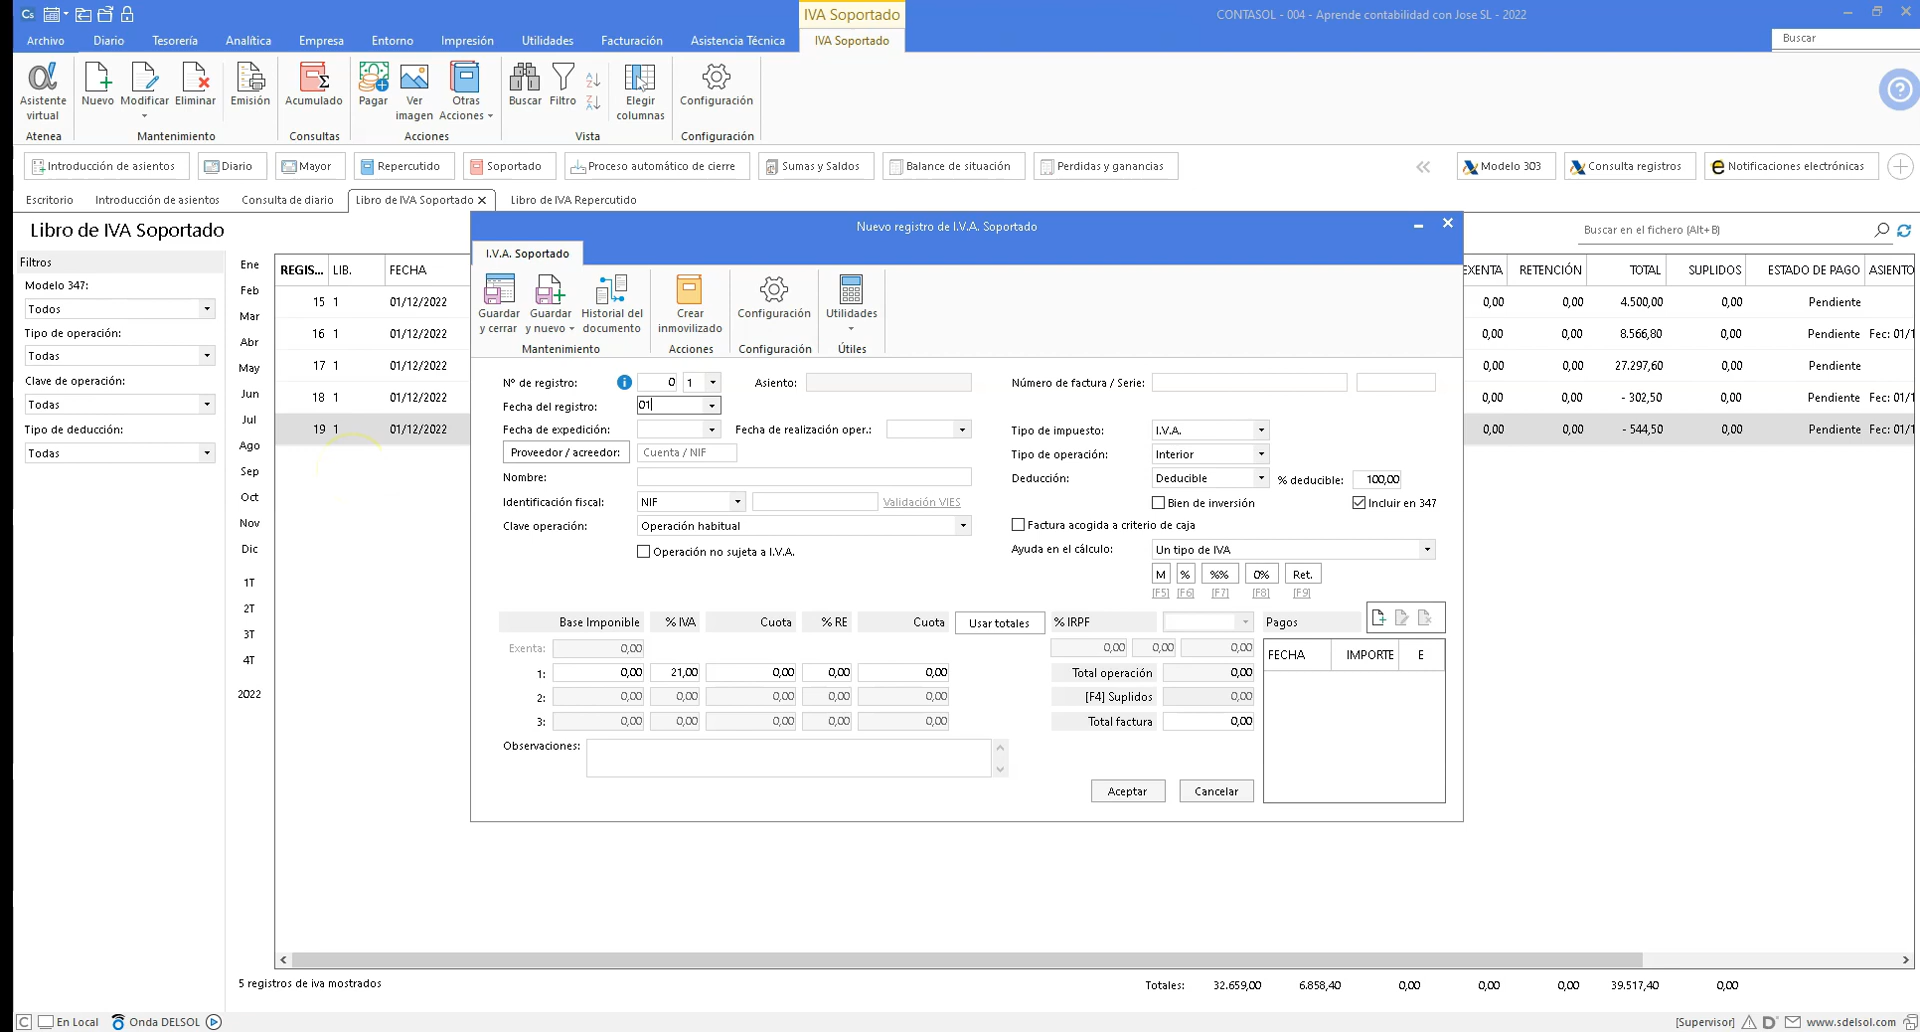 Cs
IVA Soportado
CONTASOL - 004 - Aprende contabilidad con Jose SL - 2022
Archivo Diario Tesorería Analítica Empresa Entorno Impresión Utilidades Facturación Asistencia Técnica IVA Soportado
Buscar
Asistente virtual Nuevo Modificar Eliminar Emisión Acumulado Pagar Ver imagen Otras Acciones Buscar Filtro Elegir columnas Configuración
Atenea Mantenimiento Consultas Acciones Vista Configuración
Introducción de asientos Diario Mayor Repercutido Soportado Proceso automático de cierre Sumas y Saldos Balance de situación Perdidas y ganancias Modelo 303 Consulta registros Notificaciones electrónicas
Escritorio Introducción de asientos Consulta de diario Libro de IVA Soportado Libro de IVA Repercutido
Libro de IVA Soportado
Buscar en el fichero (Alt+B)
Filtros
Modelo 347:
Todos
Tipo de operación:
Todas
Clave de operación:
Todas
Tipo de deducción:
Todas
Ene
Feb
Mar
Abr
May
Jun
Jul
Ago
Sep
Oct
Nov
Dic
1T
2T
3T
4T
2022
REGIS... LIB. FECHA EXENTA RETENCIÓN TOTAL SUPLIDOS ESTADO DE PAGO ASIENTO
15 1 01/12/2022 0,00 0,00 4.500,00 0,00 Pendiente
16 1 01/12/2022 0,00 0,00 8.566,80 0,00 Pendiente Fec: 01/1
17 1 01/12/2022 0,00 0,00 27.297,60 0,00 Pendiente
18 1 01/12/2022 0,00 0,00 - 302,50 0,00 Pendiente Fec: 01/1
19 1 01/12/2022 0,00 0,00 - 544,50 0,00 Pendiente Fec: 01/1
Nuevo registro de I.V.A. Soportado
I.V.A. Soportado
Guardar y cerrar Guardar y nuevo Historial del documento Crear inmovilizado Configuración Utilidades
Mantenimiento Acciones Configuración Útiles
Nº de registro: 0 1 Asiento: Número de factura / Serie:
Fecha del registro: 01
Fecha de expedición: Fecha de realización oper.: Tipo de impuesto: I.V.A.
Proveedor / acreedor: Cuenta / NIF Tipo de operación: Interior
Nombre: Deducción: Deducible % deducible: 100,00
Identificación fiscal: NIF Validación VIES Bien de inversión Incluir en 347
Clave operación: Operación habitual Factura acogida a criterio de caja
Operación no sujeta a I.V.A. Ayuda en el cálculo: Un tipo de IVA
M % %% 0% Ret.
[F5] [F6] [F7] [F8] [F9]
Base Imponible % IVA Cuota % RE Cuota Usar totales % IRPF Pagos
Exenta: 0,00 0,00 0,00 0,00 FECHA IMPORTE E
1: 0,00 21,00 0,00 0,00 0,00 Total operación 0,00
2: 0,00 0,00 0,00 0,00 0,00 [F4] Suplidos 0,00
3: 0,00 0,00 0,00 0,00 0,00 Total factura 0,00
Observaciones:
Aceptar Cancelar
5 registros de iva mostrados Totales: 32.659,00 6.858,40 0,00 0,00 0,00 39.517,40 0,00
C En Local Onda DELSOL [Supervisor] D www.sdelsol.com